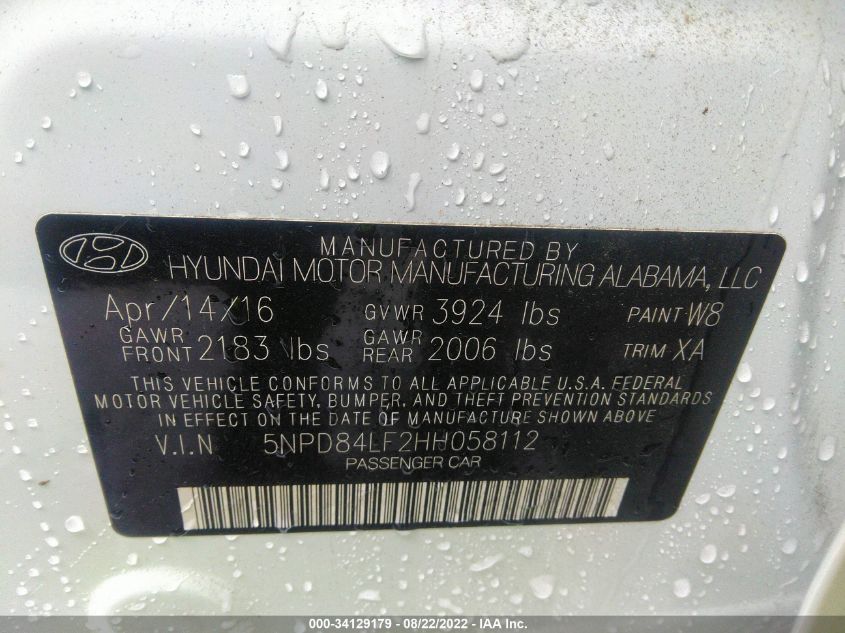 MANUFACTURED BY
HYUNDAI MOTOR MANUFACTURING ALABAMA, LLC
Apr/14/16 GVWR 3924 lbs PAINT W8
GAWR FRONT 2183 lbs GAWR REAR 2006 lbs TRIM XA
THIS VEHICLE CONFORMS TO ALL APPLICABLE U.S.A. FEDERAL
MOTOR VEHICLE SAFETY, BUMPER, AND THEFT PREVENTION STANDARDS
IN EFFECT ON THE DATE OF MANUFACTURE SHOWN ABOVE
V.I.N 5NPD84LF2HH058112
PASSENGER CAR
000-34129179 - 08/22/2022 - IAA Inc.